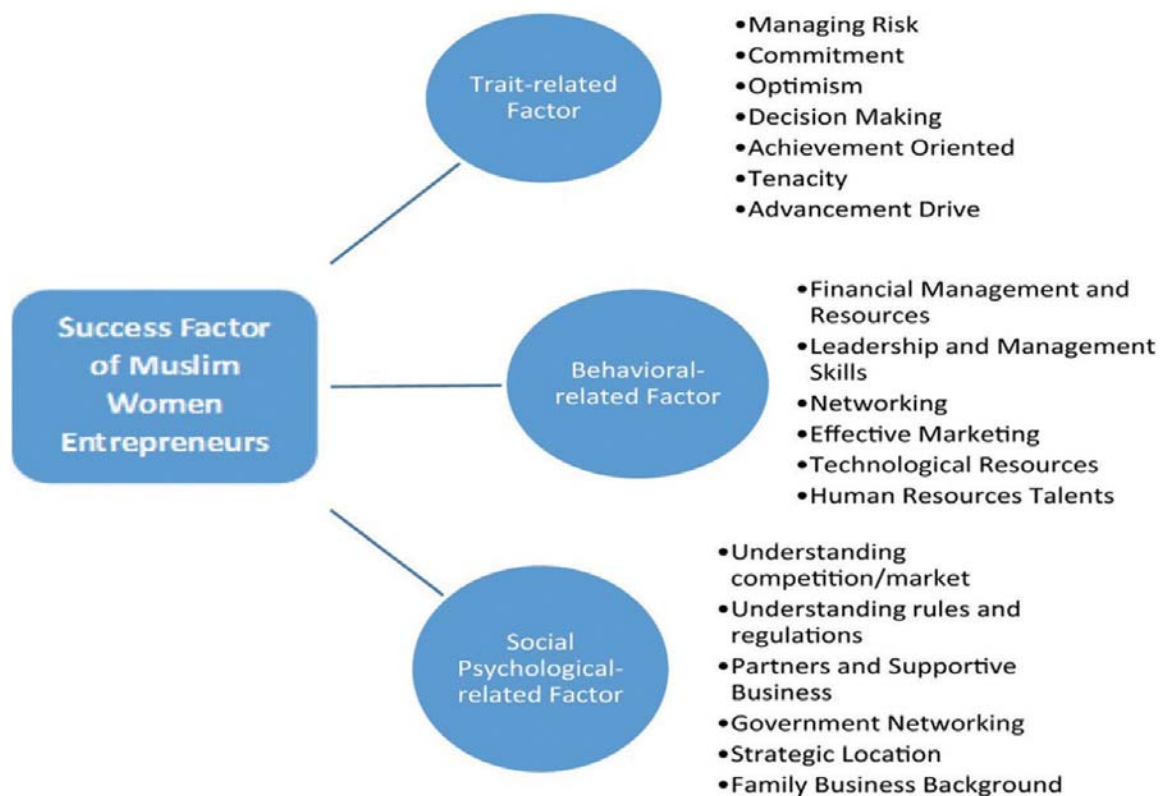 Success Factor
of Muslim
Women
Entrepreneurs
Trait-related
Factor
•Managing Risk
•Commitment
•Optimism
•Decision Making
•Achievement Oriented
•Tenacity
•Advancement Drive
Behavioral-
related Factor
•Financial Management and
Resources
•Leadership and Management
Skills
•Networking
•Effective Marketing
•Technological Resources
•Human Resources Talents
Social
Psychological-
related Factor
•Understanding
competition/market
•Understanding rules and
regulations
•Partners and Supportive
Business
•Government Networking
•Strategic Location
•Family Business Background